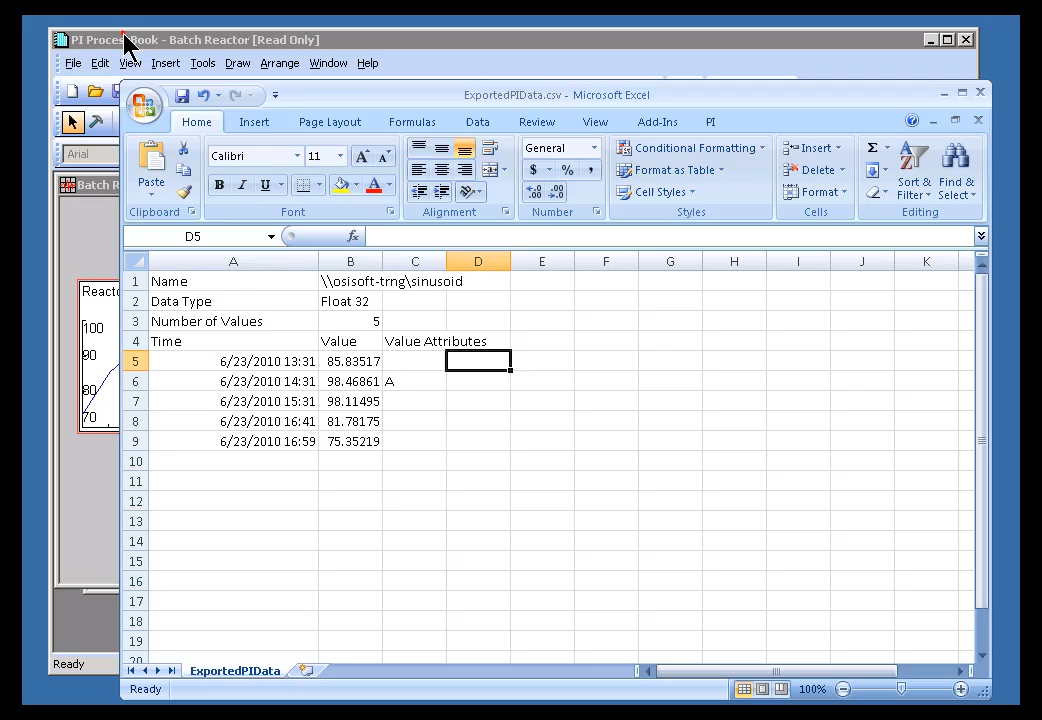 PI ProcessBook - Batch Reactor [Read Only]
File Edit View Insert Tools Draw Arrange Window Help
ExportedPIData.csv - Microsoft Excel
Home Insert Page Layout Formulas Data Review View Add-Ins PI
Arial
Paste
Clipboard
Calibri 11
B I U
Font
Alignment
General
$ % ,
Number
Conditional Formatting
Format as Table
Cell Styles
Styles
Insert
Delete
Format
Cells
Σ
Sort & Filter
Find & Select
Editing
Batch R
D5
fx
A B C D E F G H I J K
1 Name \\osisoft-trng\sinusoid
2 Data Type Float 32
3 Number of Values 5
4 Time Value Value Attributes
5 6/23/2010 13:31 85.83517
6 6/23/2010 14:31 98.46861 A
7 6/23/2010 15:31 98.11495
8 6/23/2010 16:41 81.78175
9 6/23/2010 16:59 75.35219
10
11
12
13
14
15
16
17
18
19
20
Reacto
100
90
80
70
Ready
ExportedPIData
Ready
100%